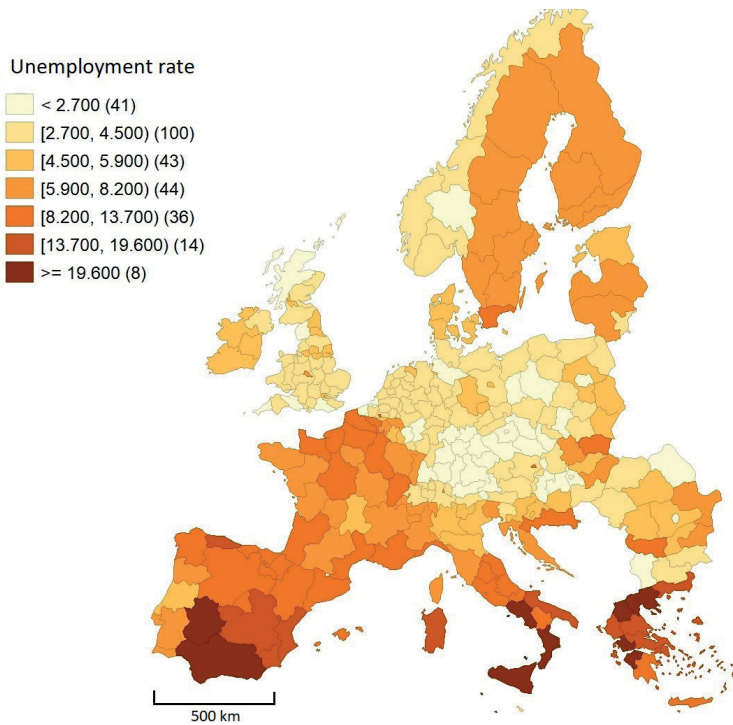 Unemployment rate
< 2.700 (41)
[2.700, 4.500) (100)
[4.500, 5.900) (43)
[5.900, 8.200) (44)
[8.200, 13.700) (36)
[13.700, 19.600) (14)
>= 19.600 (8)
500 km